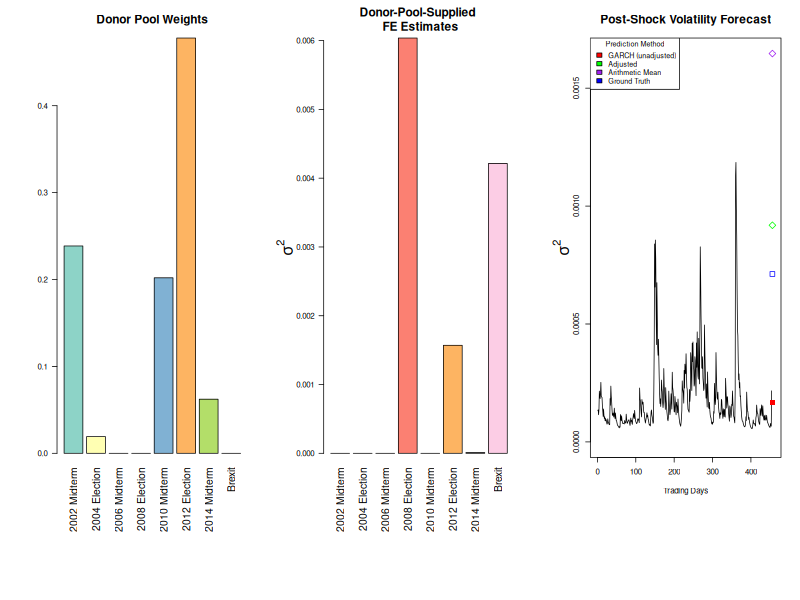 Donor Pool Weights
0.4
0.3
0.2
0.1
0.0
2002 Midterm
2004 Election
2006 Midterm
2008 Election
2010 Midterm
2012 Election
2014 Midterm
Brexit
Donor-Pool-Supplied
FE Estimates
σ²
0.006
0.005
0.004
0.003
0.002
0.001
0.000
2002 Midterm
2004 Election
2006 Midterm
2008 Election
2010 Midterm
2012 Election
2014 Midterm
Brexit
Post-Shock Volatility Forecast
Prediction Method
GARCH (unadjusted)
Adjusted
Arithmetic Mean
Ground Truth
σ²
0.0015
0.0010
0.0005
0.0000
0 100 200 300 400
Trading Days